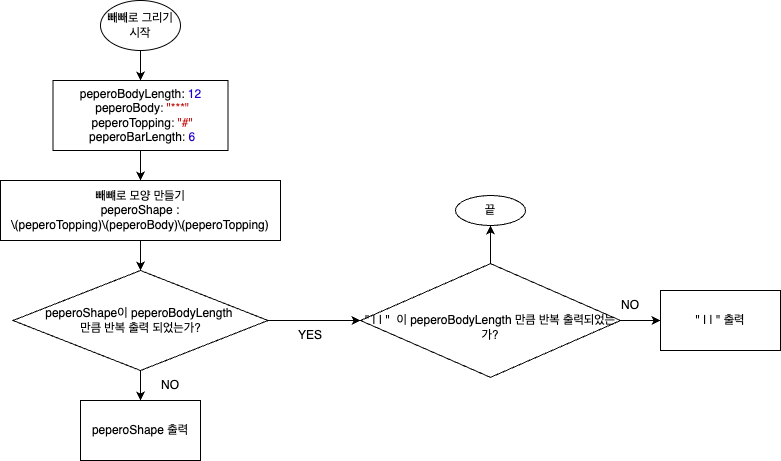 빼빼로 그리기
시작
peperoBodyLength: 12
peperoBody: "***"
peperoTopping: "#"
peperoBarLength: 6
빼빼로 모양 만들기
peperoShape :
\(peperoTopping)\(peperoBody)\(peperoTopping)
peperoShape이 peperoBodyLength
만큼 반복 출력 되었는가?
YES
NO
peperoShape 출력
끝
" | | " 이 peperoBodyLength 만큼 반복 출력되었는
가?
NO
" | | " 출력